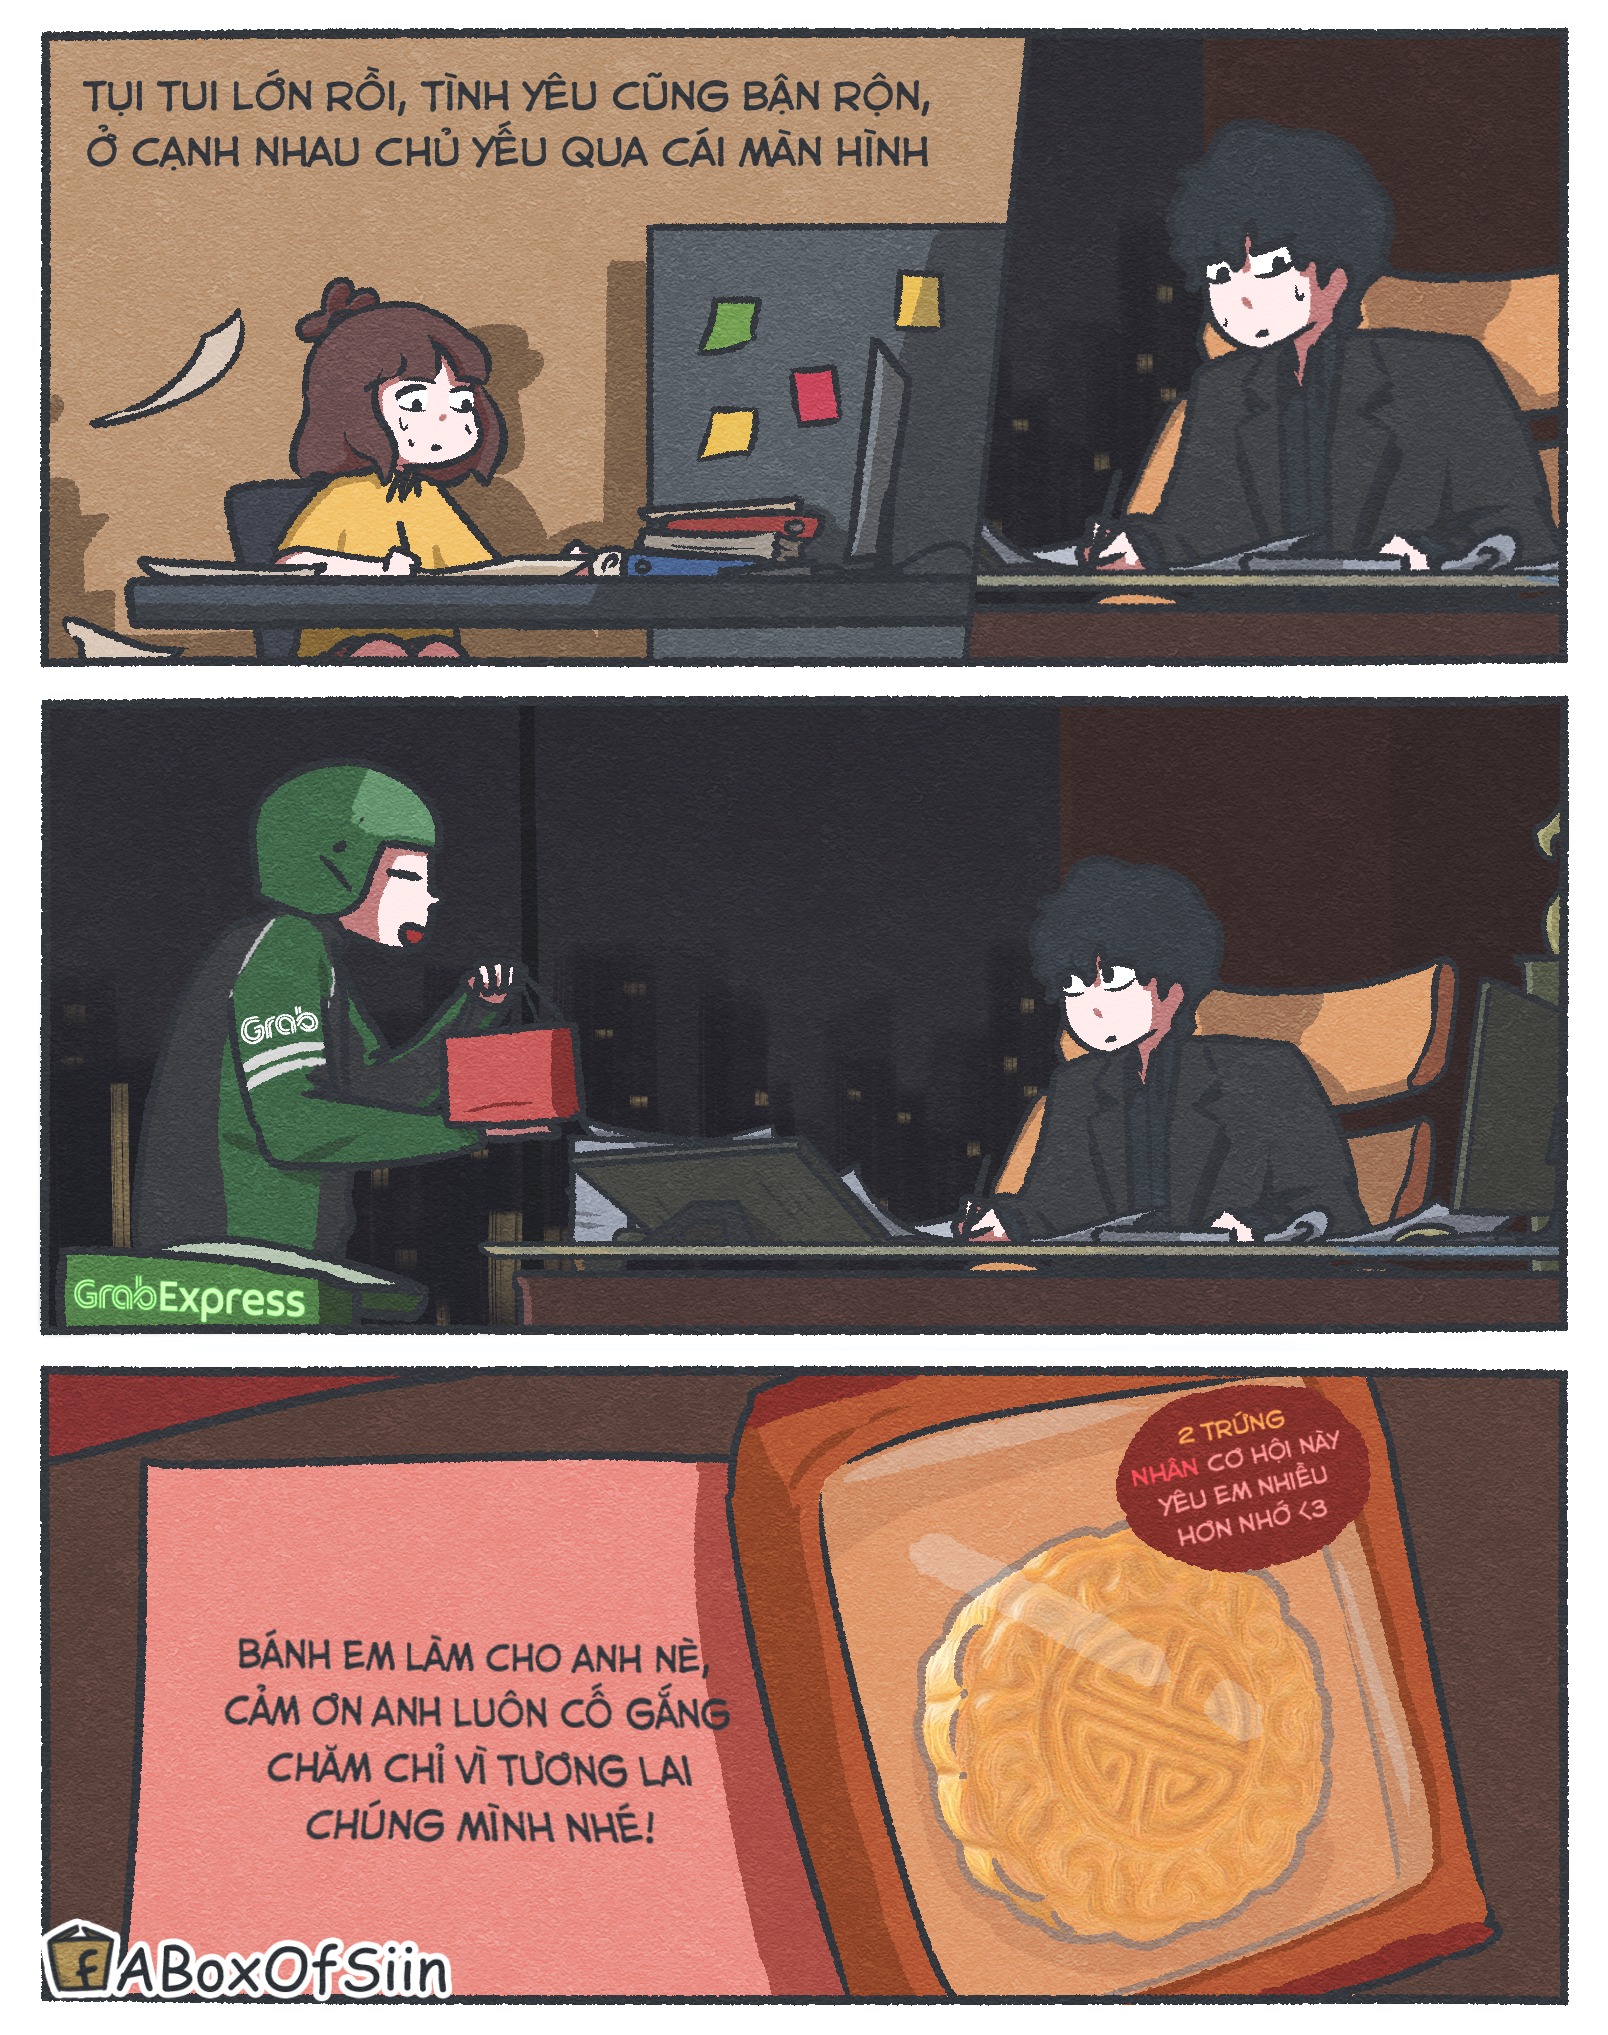 TỤI TUI LỚN RỒI, TÌNH YÊU CŨNG BẬN RỘN,
Ở CẠNH NHAU CHỦ YẾU QUA CÁI MÀN HÌNH
Grab
GrabExpress
2 TRỨNG
NHÂN CƠ HỘI NÀY
YÊU EM NHIỀU
HƠN NHỚ <3
BÁNH EM LÀM CHO ANH NÈ,
CẢM ƠN ANH LUÔN CỐ GẮNG
CHĂM CHỈ VÌ TƯƠNG LAI
CHÚNG MÌNH NHÉ!
f ABoxOfSiin